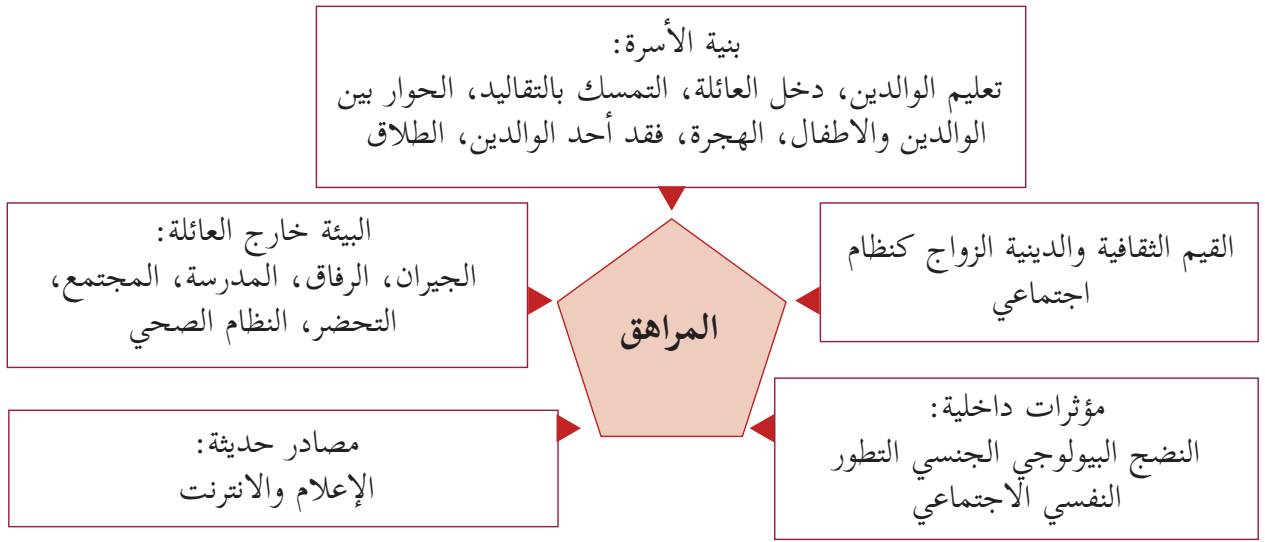 بنية الأسرة:
تعليم الوالدين، دخل العائلة، التمسك بالتقاليد، الحوار بين
الوالدين والاطفال، الهجرة، فقد أحد الوالدين، الطلاق
القيم الثقافية والدينية الزواج كنظام
اجتماعي
البيئة خارج العائلة:
الجيران، الرفاق، المدرسة، المجتمع،
التحضر، النظام الصحي
المراهق
مؤثرات داخلية:
النضج البيولوجي الجنسي التطور
النفسي الاجتماعي
مصادر حديثة:
الإعلام والانترنت